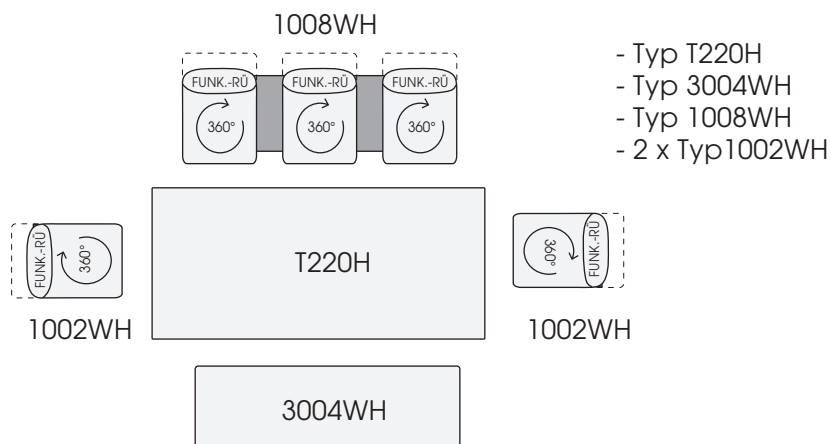 1008WH
FUNK.-RÜ FUNK.-RÜ FUNK.-RÜ
360° 360° 360°
- Typ T220H
- Typ 3004WH
- Typ 1008WH
- 2 x Typ1002WH
FUNK.-RÜ
360°
T220H
360°
FUNK.-RÜ
1002WH
1002WH
3004WH